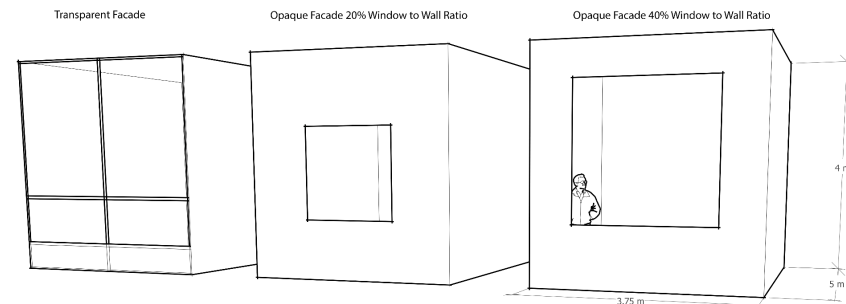 Transparent Facade
Opaque Facade 20% Window to Wall Ratio
Opaque Facade 40% Window to Wall Ratio
4
5 m
3.75 m